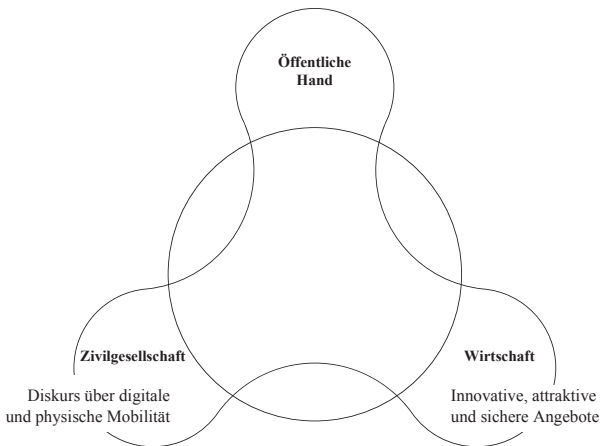 Öffentliche
Hand
Zivilgesellschaft
Diskurs über digitale
und physische Mobilität
Wirtschaft
Innovative, attraktive
und sichere Angebote